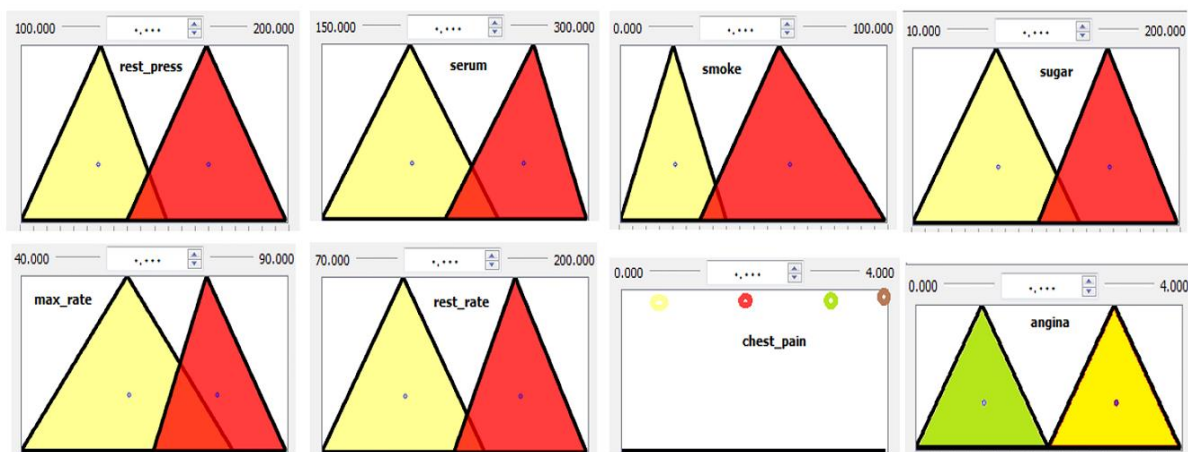 100.000 •,••• 200.000
rest_press
150.000 •,••• 300.000
serum
0.000 •,••• 100.000
smoke
10.000 •,••• 200.000
sugar
40.000 •,••• 90.000
max_rate
70.000 •,••• 200.000
rest_rate
0.000 •,••• 4.000
chest_pain
0.000 •,••• 4.000
angina